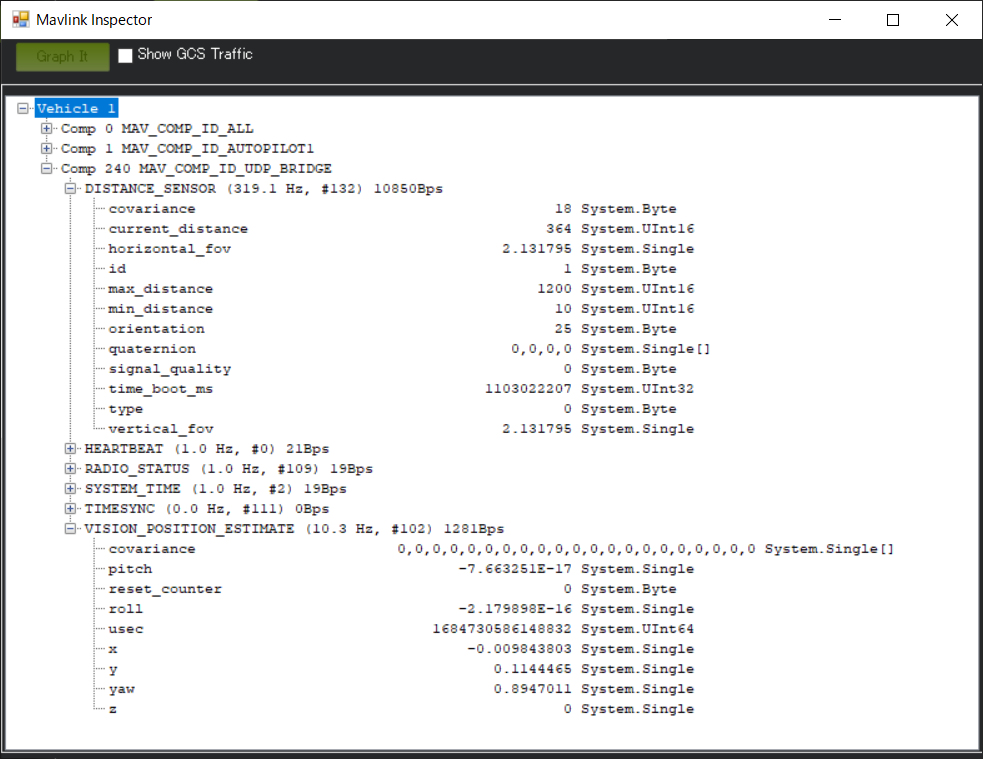 Mavlink Inspector
Graph It Show GCS Traffic
Vehicle 1
Comp 0 MAV_COMP_ID_ALL
Comp 1 MAV_COMP_ID_AUTOPILOT1
Comp 240 MAV_COMP_ID_UDP_BRIDGE
DISTANCE_SENSOR (319.1 Hz, #132) 10850Bps
covariance 18 System.Byte
current_distance 364 System.UInt16
horizontal_fov 2.131795 System.Single
id 1 System.Byte
max_distance 1200 System.UInt16
min_distance 10 System.UInt16
orientation 25 System.Byte
quaternion 0,0,0,0 System.Single[]
signal_quality 0 System.Byte
time_boot_ms 1103022207 System.UInt32
type 0 System.Byte
vertical_fov 2.131795 System.Single
HEARTBEAT (1.0 Hz, #0) 21Bps
RADIO_STATUS (1.0 Hz, #109) 19Bps
SYSTEM_TIME (1.0 Hz, #2) 19Bps
TIMESYNC (0.0 Hz, #111) 0Bps
VISION_POSITION_ESTIMATE (10.3 Hz, #102) 1281Bps
covariance 0,0,0,0,0,0,0,0,0,0,0,0,0,0,0,0,0,0,0,0,0 System.Single[]
pitch -7.663251E-17 System.Single
reset_counter 0 System.Byte
roll -2.179898E-16 System.Single
usec 1684730586148832 System.UInt64
x -0.009843803 System.Single
y 0.1144465 System.Single
yaw 0.8947011 System.Single
z 0 System.Single